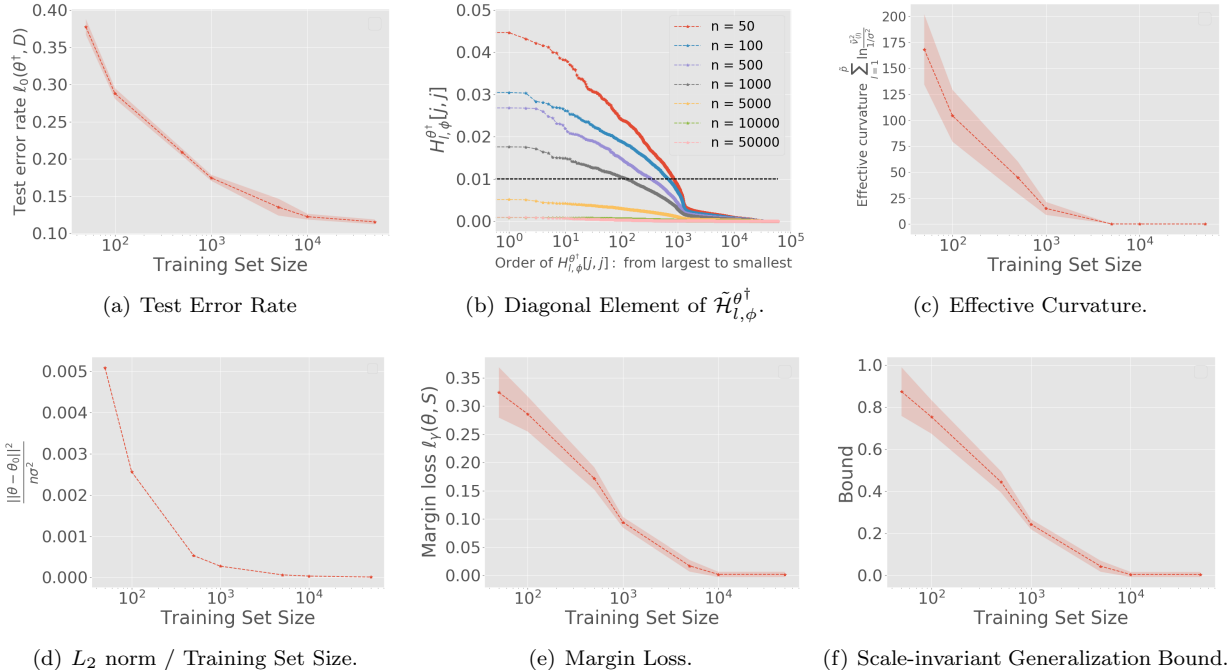 0.40
0.35
0.30
0.25
0.20
0.15
0.10
Test error rate ℓ₀(θ†, D)
10² 10³ 10⁴
Training Set Size
(a) Test Error Rate
0.05
0.04
0.03
0.02
0.01
0.00
H^{θ†}_{l,ϕ}[j, j]
n = 50
n = 100
n = 500
n = 1000
n = 5000
n = 10000
n = 50000
10⁰ 10¹ 10² 10³ 10⁴ 10⁵
Order of H^{θ†}_{l,ϕ}[j, j]: from largest to smallest
(b) Diagonal Element of H̃^{θ†}_{l,ϕ}.
200
175
150
125
100
75
50
25
0
10² 10³ 10⁴
Training Set Size
(c) Effective Curvature.
0.005
0.004
0.003
0.002
0.001
0.000
||θ − θ₀||²
nσ²
10² 10³ 10⁴
Training Set Size
(d) L₂ norm / Training Set Size.
0.35
0.30
0.25
0.20
0.15
0.10
0.05
0.00
Margin loss ℓ_γ(θ, S)
10² 10³ 10⁴
Training Set Size
(e) Margin Loss.
1.0
0.8
0.6
0.4
0.2
0.0
Bound
10² 10³ 10⁴
Training Set Size
(f) Scale-invariant Generalization Bound.